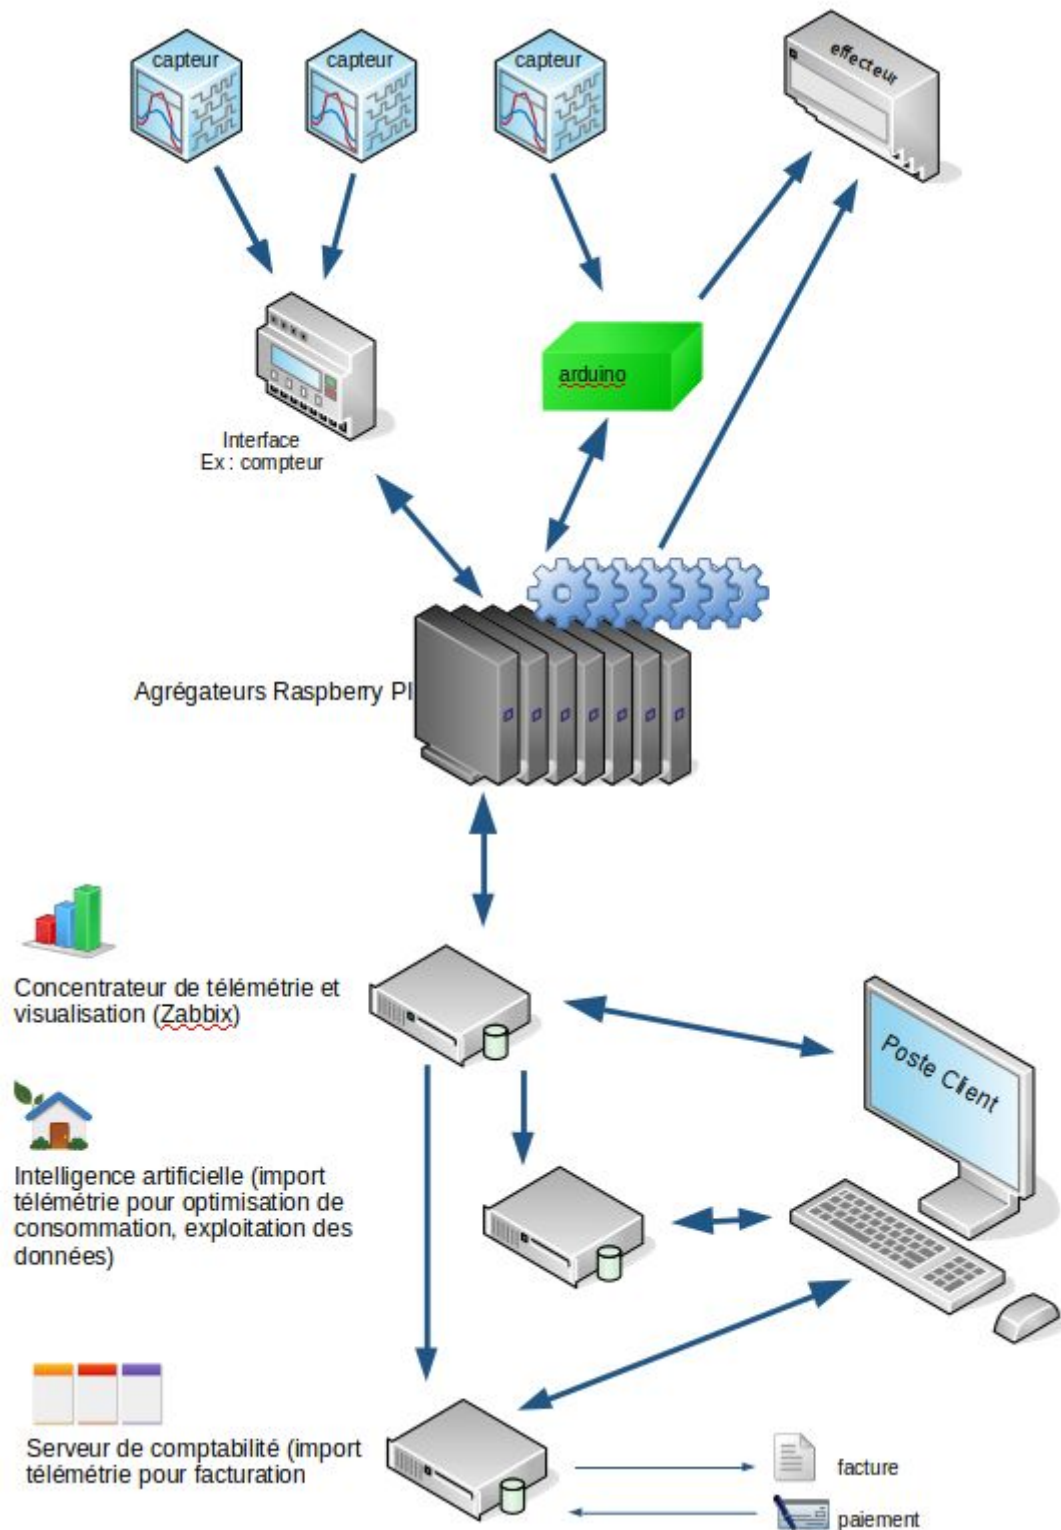 capteur
capteur
capteur
effecteur
arduino
Interface
Ex : compteur
Agrégateurs Raspberry PI
Concentrateur de télémétrie et
visualisation (Zabbix)
Poste Client
Intelligence artificielle (import
télémétrie pour optimisation de
consommation, exploitation des
données)
Serveur de comptabilité (import
télémétrie pour facturation
facture
paiement